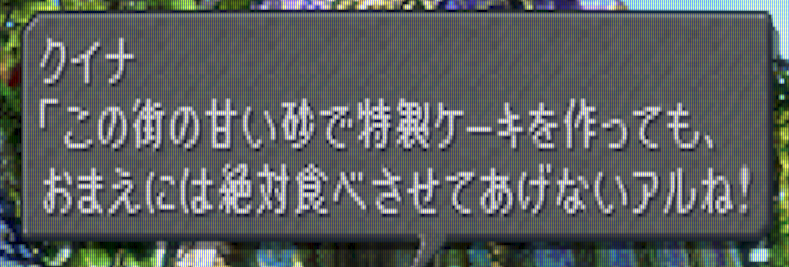 クイナ
「この街の甘い砂で特製ケーキを作っても、
おまえには絶対食べさせてあげないアルね!